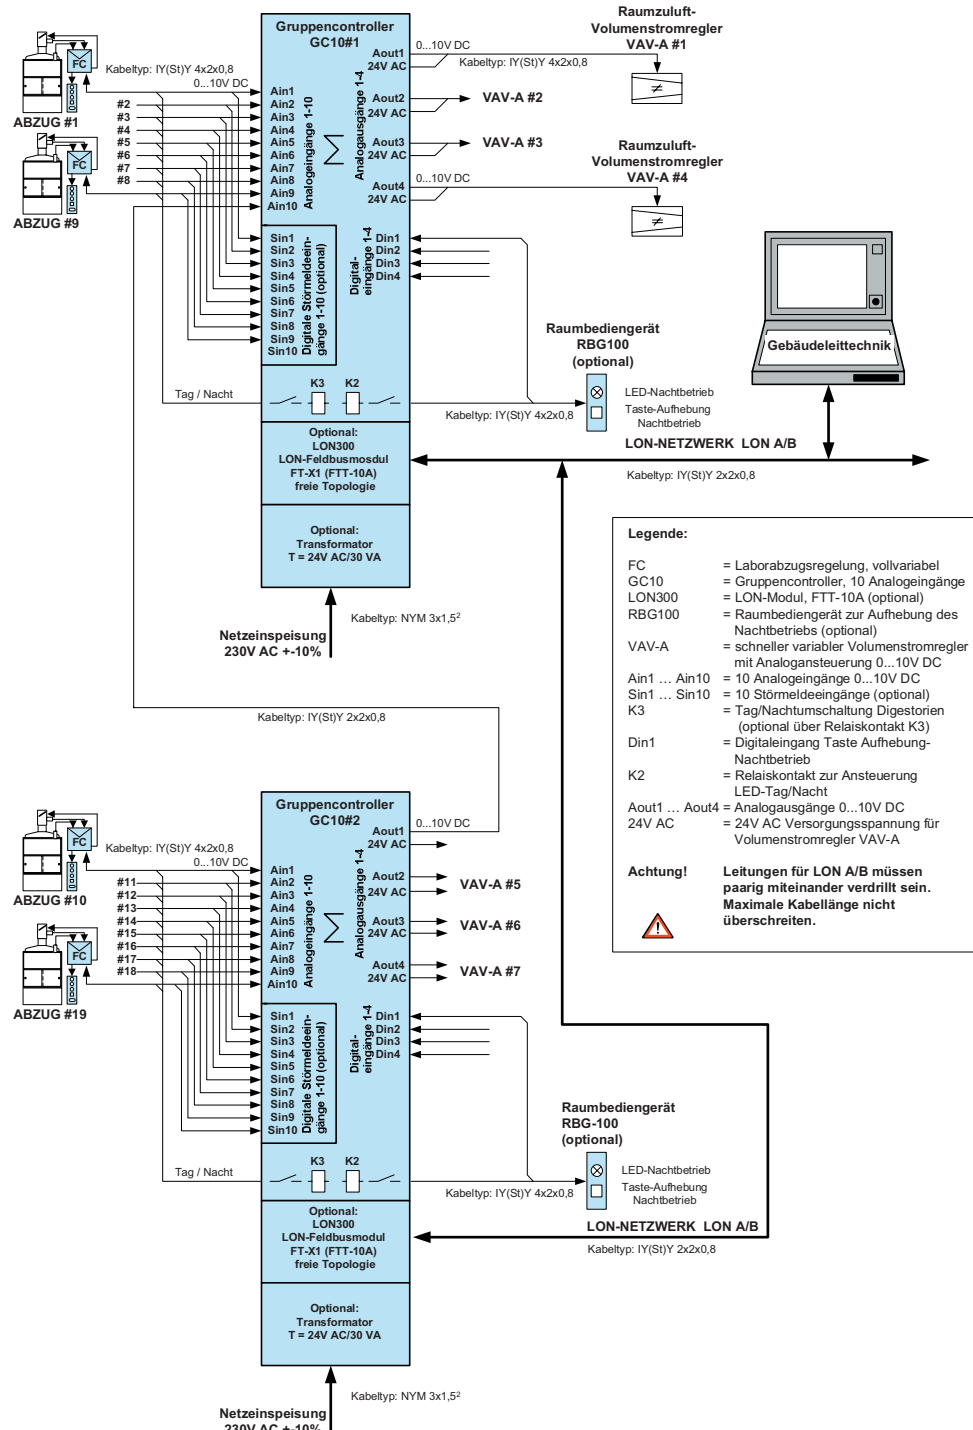 Gruppencontroller
GC10#1
Aout1
24V AC
0...10V DC
Kabeltyp: IY(St)Y 4x2x0,8
Raumzuluft-
Volumenstromregler
VAV-A #1
≠
FC
ABZUG #1
Kabeltyp: IY(St)Y 4x2x0,8
0...10V DC
#2
#3
#4
#5
#6
#7
#8
FC
ABZUG #9
Ain1
Ain2
Ain3
Ain4
Ain5
Ain6
Ain7
Ain8
Ain9
Ain10
Analogeingänge 1-10
Σ
Analogausgänge 1-4
Aout2
24V AC
VAV-A #2
Aout3
24V AC
VAV-A #3
Aout4
24V AC
0...10V DC
Raumzuluft-
Volumenstromregler
VAV-A #4
≠
Sin1
Sin2
Sin3
Sin4
Sin5
Sin6
Sin7
Sin8
Sin9
Sin10
Digitale Störmeldeein-
gänge 1-10 (optional)
Digital-
eingänge 1-4
Din1
Din2
Din3
Din4
Tag / Nacht
K3
K2
Raumbediengerät
RBG100
(optional)
LED-Nachtbetrieb
Taste-Aufhebung
Nachtbetrieb
Kabeltyp: IY(St)Y 4x2x0,8
Gebäudeleittechnik
LON-NETZWERK LON A/B
Kabeltyp: IY(St)Y 2x2x0,8
Optional:
LON300
LON-Feldbusmosdul
FT-X1 (FTT-10A)
freie Topologie
Optional:
Transformator
T = 24V AC/30 VA
Kabeltyp: NYM 3x1,5²
Netzeinspeisung
230V AC +-10%
Kabeltyp: IY(St)Y 2x2x0,8
Legende:
FC = Laborabzugsregelung, vollvariabel
GC10 = Gruppencontroller, 10 Analogeingänge
LON300 = LON-Modul, FTT-10A (optional)
RBG100 = Raumbediengerät zur Aufhebung des
Nachtbetriebs (optional)
VAV-A = schneller variabler Volumenstromregler
mit Analogansteuerung 0...10V DC
Ain1 ... Ain10 = 10 Analogeingänge 0...10V DC
Sin1 ... Sin10 = 10 Störmeldeeingänge (optional)
K3 = Tag/Nachtumschaltung Digestorien
(optional über Relaiskontakt K3)
Din1 = Digitaleingang Taste Aufhebung-
Nachtbetrieb
K2 = Relaiskontakt zur Ansteuerung
LED-Tag/Nacht
Aout1 ... Aout4 = Analogausgänge 0...10V DC
24V AC = 24V AC Versorgungsspannung für
Volumenstromregler VAV-A
Achtung! Leitungen für LON A/B müssen
paarig miteinander verdrillt sein.
Maximale Kabellänge nicht
überschreiten.
Gruppencontroller
GC10#2
Aout1
24V AC
0...10V DC
FC
ABZUG #10
Kabeltyp: IY(St)Y 4x2x0,8
0...10V DC
#11
#12
#13
#14
#15
#16
#17
#18
FC
ABZUG #19
Ain1
Ain2
Ain3
Ain4
Ain5
Ain6
Ain7
Ain8
Ain9
Ain10
Analogeingänge 1-10
Σ
Analogausgänge 1-4
Aout2
24V AC
VAV-A #5
Aout3
24V AC
VAV-A #6
Aout4
24V AC
VAV-A #7
Sin1
Sin2
Sin3
Sin4
Sin5
Sin6
Sin7
Sin8
Sin9
Sin10
Digitale Störmeldeein-
gänge 1-10 (optional)
Digital-
eingänge 1-4
Din1
Din2
Din3
Din4
Tag / Nacht
K3
K2
Raumbediengerät
RBG-100
(optional)
LED-Nachtbetrieb
Taste-Aufhebung
Nachtbetrieb
Kabeltyp: IY(St)Y 4x2x0,8
LON-NETZWERK LON A/B
Kabeltyp: IY(St)Y 2x2x0,8
Optional:
LON300
LON-Feldbusmodul
FT-X1 (FTT-10A)
freie Topologie
Optional:
Transformator
T = 24V AC/30 VA
Kabeltyp: NYM 3x1,5²
Netzeinspeisung
230V AC +-10%